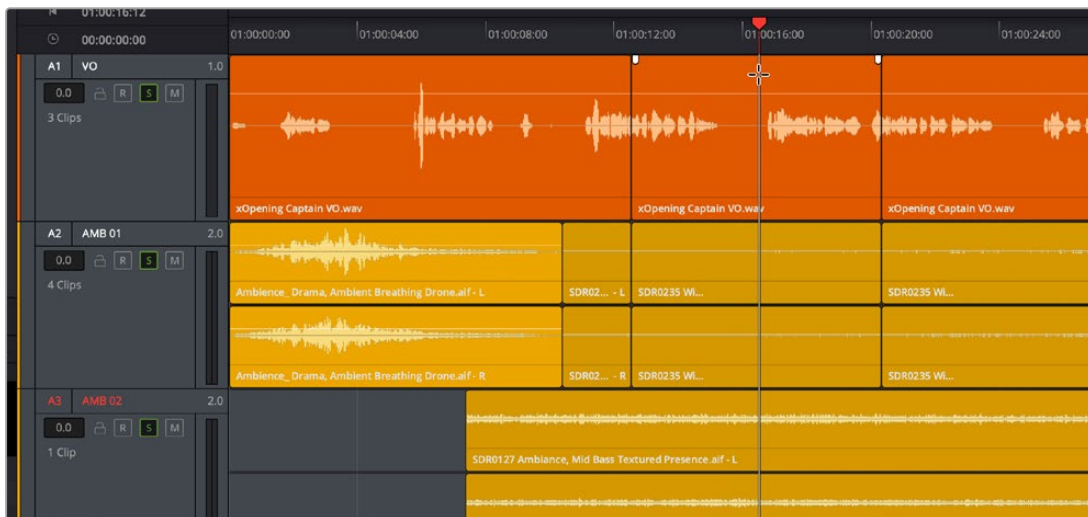 01:00:16:12
00:00:00:00
01:00:00:00 01:00:04:00 01:00:08:00 01:00:12:00 01:00:16:00 01:00:20:00 01:00:24:00
A1 VO 1.0
0.0 R S M
3 Clips
xOpening Captain VO.wav xOpening Captain VO.wav xOpening Captain VO.wav
A2 AMB 01 2.0
0.0 R S M
4 Clips
Ambience_ Drama, Ambient Breathing Drone.aif - L SDR02... - L SDR0235 Wi... SDR0235 Wi...
Ambience_ Drama, Ambient Breathing Drone.aif - R SDR02... - R SDR0235 Wi... SDR0235 Wi...
A3 AMB 02 2.0
0.0 R S M
1 Clip
SDR0127 Ambiance, Mid Bass Textured Presence.aif - L